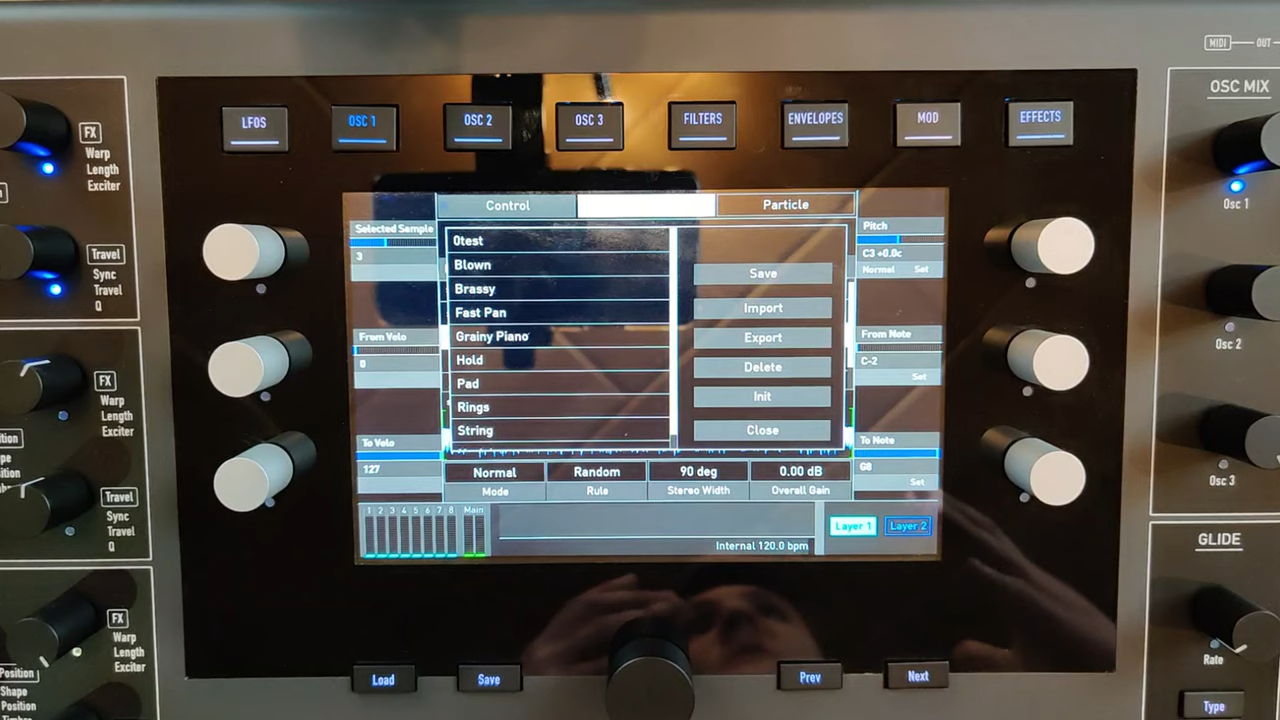 MIDI OUT
LFOS
OSC 1
OSC 2
OSC 3
FILTERS
ENVELOPES
MOD
EFFECTS
OSC MIX
FX
Warp
Length
Exciter
Travel
Sync
Travel
Q
FX
Warp
Length
Exciter
Travel
Sync
Travel
Q
FX
Warp
Length
Exciter
Position
Shape
Position
Control
Particle
Selected Sample
3
From Velo
0
To Velo
127
0test
Blown
Brassy
Fast Pan
Grainy Piano
Hold
Pad
Rings
String
Save
Import
Export
Delete
Init
Close
Pitch
C3 +0.0c
Normal Set
From Note
C-2
Set
To Note
G8
Set
Normal
Random
90 deg
0.00 dB
Mode
Rule
Stereo Width
Overall Gain
1 2 3 4 5 6 7 8 Main
Internal 120.0 bpm
Layer 1
Layer 2
Load
Save
Prev
Next
Osc 1
Osc 2
Osc 3
GLIDE
Rate
Type